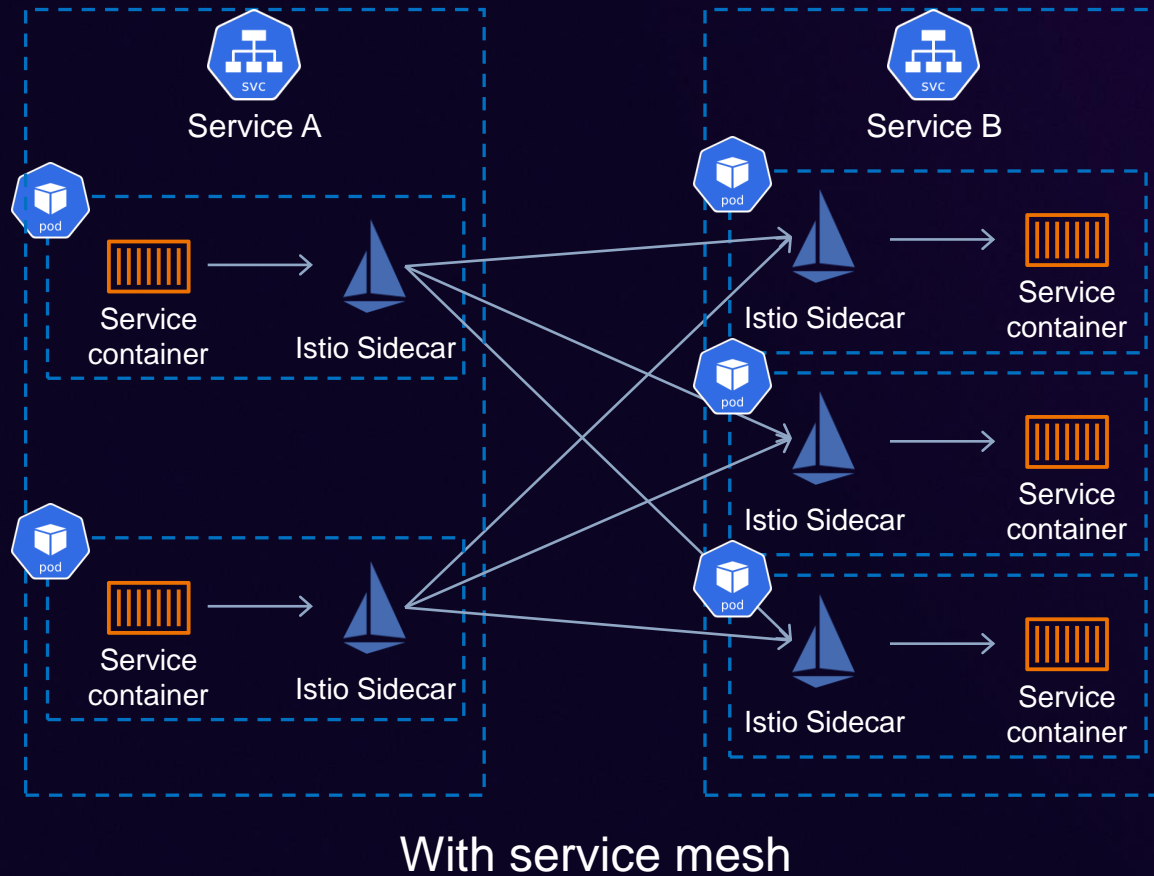 svc
Service A
pod
Service
container
Istio Sidecar
pod
Service
container
Istio Sidecar
svc
Service B
pod
Istio Sidecar
Service
container
pod
Istio Sidecar
Service
container
pod
Istio Sidecar
Service
container
With service mesh